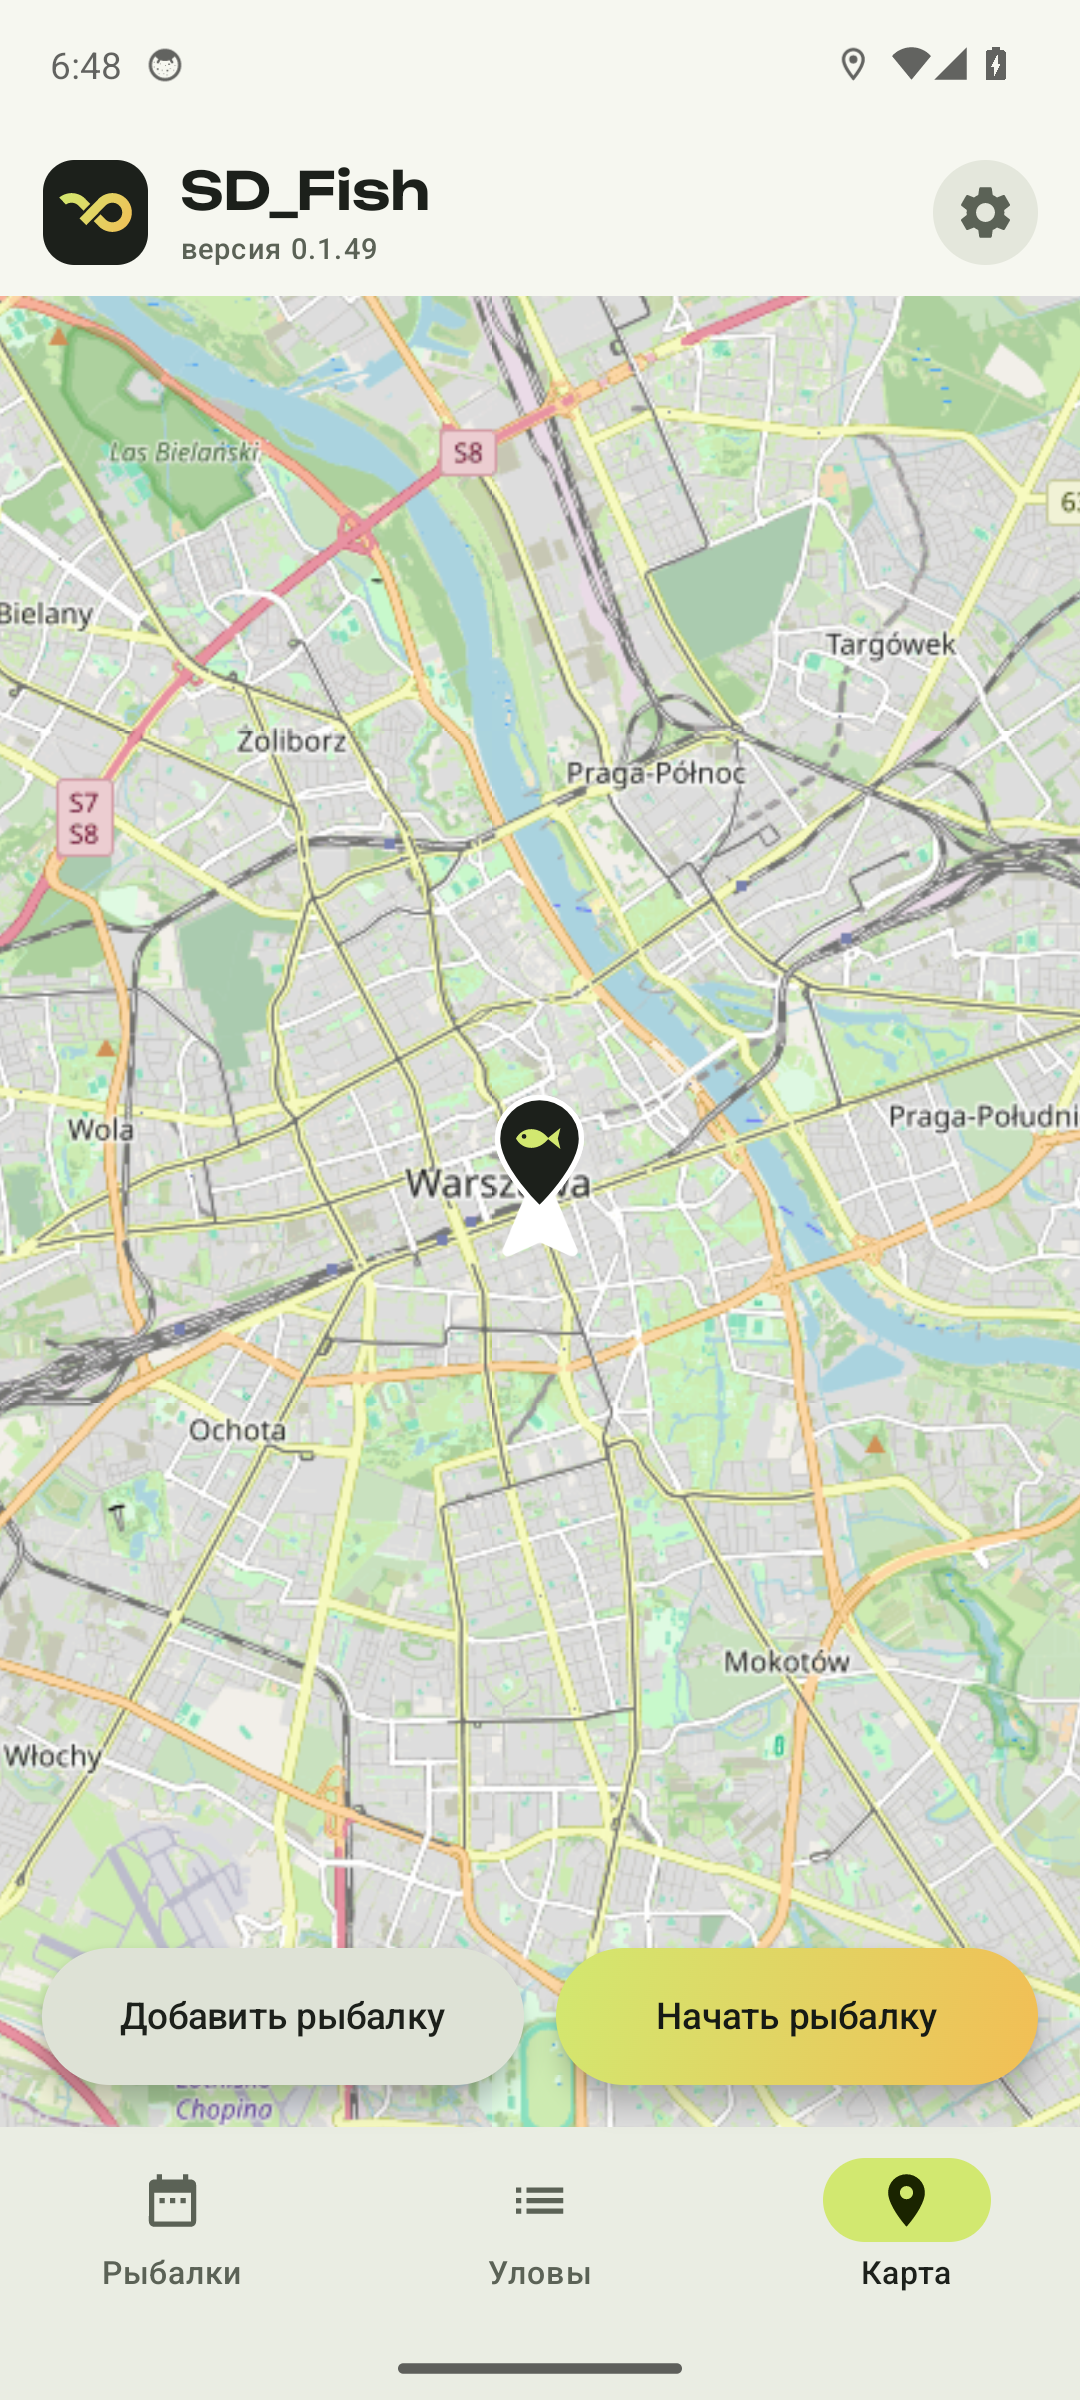 6:48
SD_Fish
версия 0.1.49
Las Bielański
S8
Bielany
Targówek
Żoliborz
Praga-Północ
S7
S8
Wola
Praga-Południ
Ochota
Mokotów
Włochy
Добавить рыбалку
Начать рыбалку
Chopina
Рыбалки
Уловы
Карта